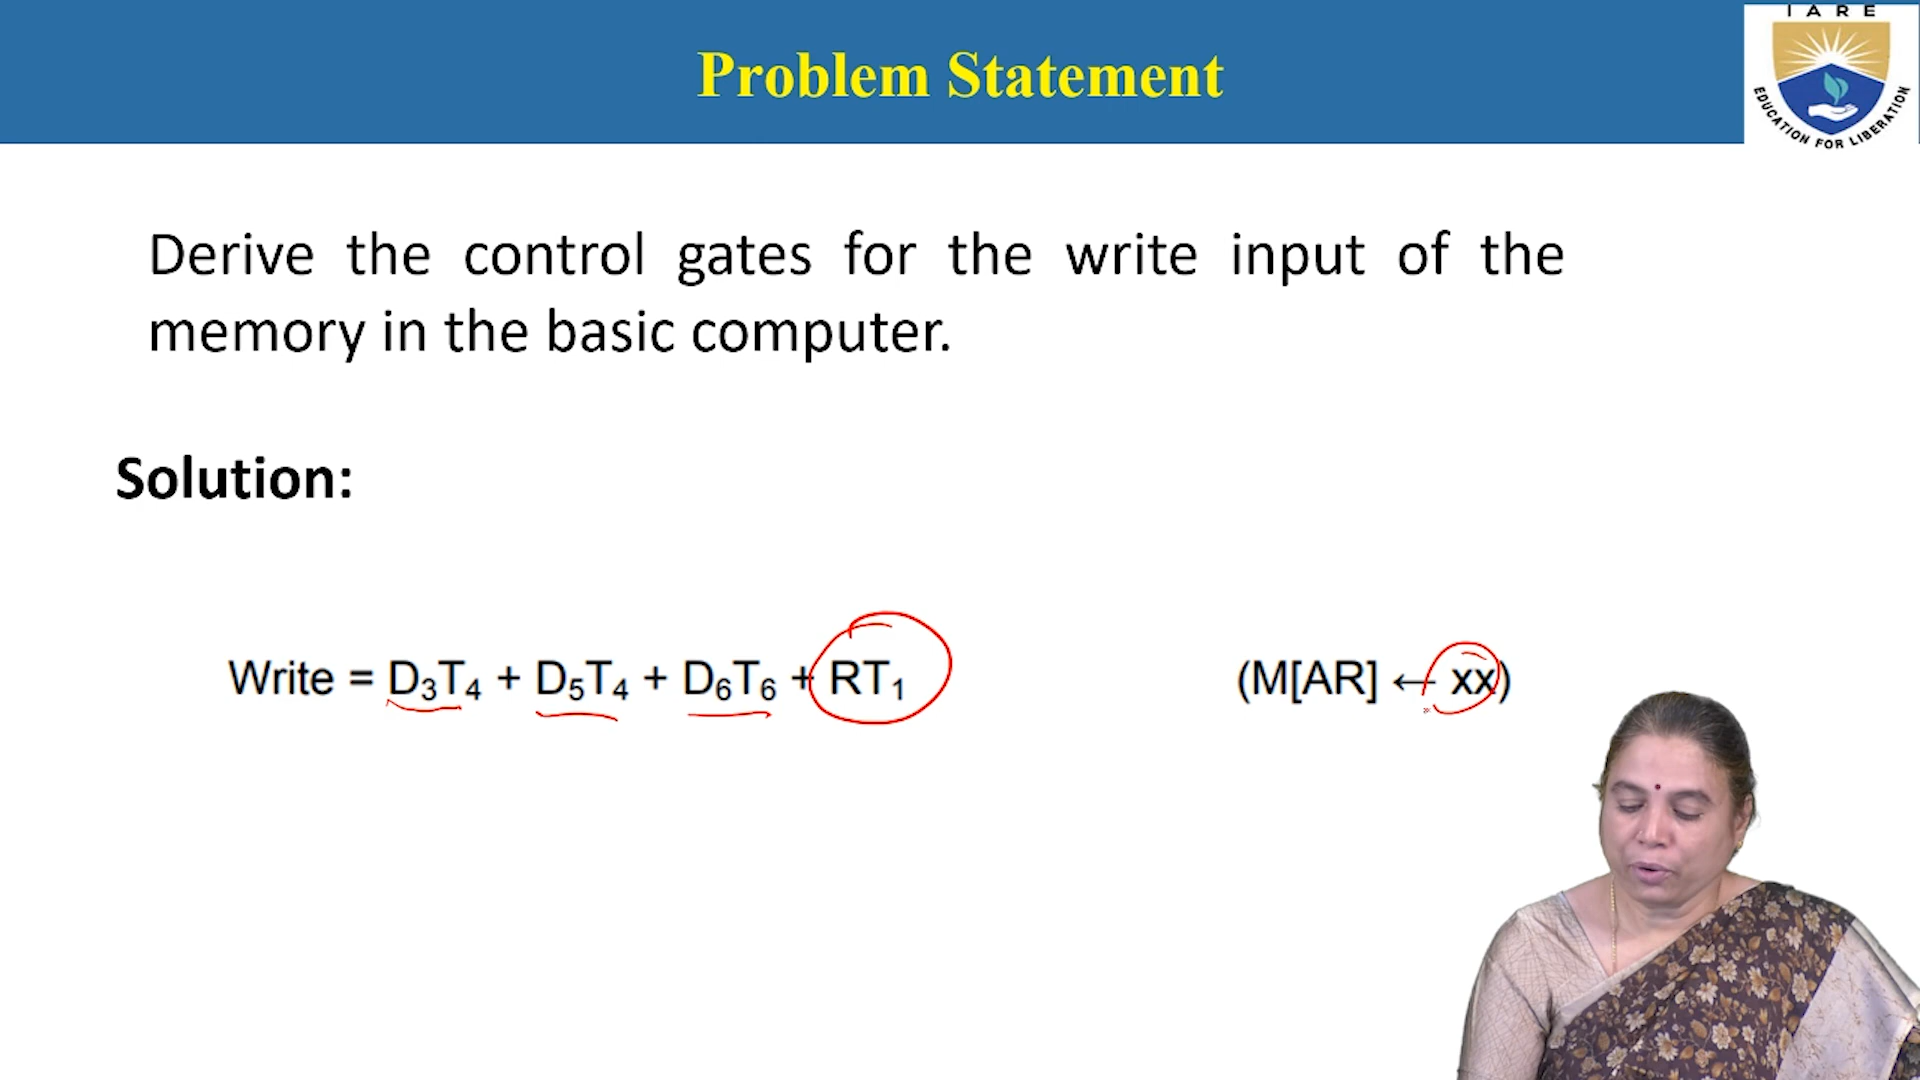 IARE
Problem Statement
EDUCATION FOR LIBERATION
Derive the control gates for the write input of the
memory in the basic computer.
Solution:
Write = D₃T₄ + D₅T₄ + D₆T₆ + RT₁ (M[AR] ← xx)